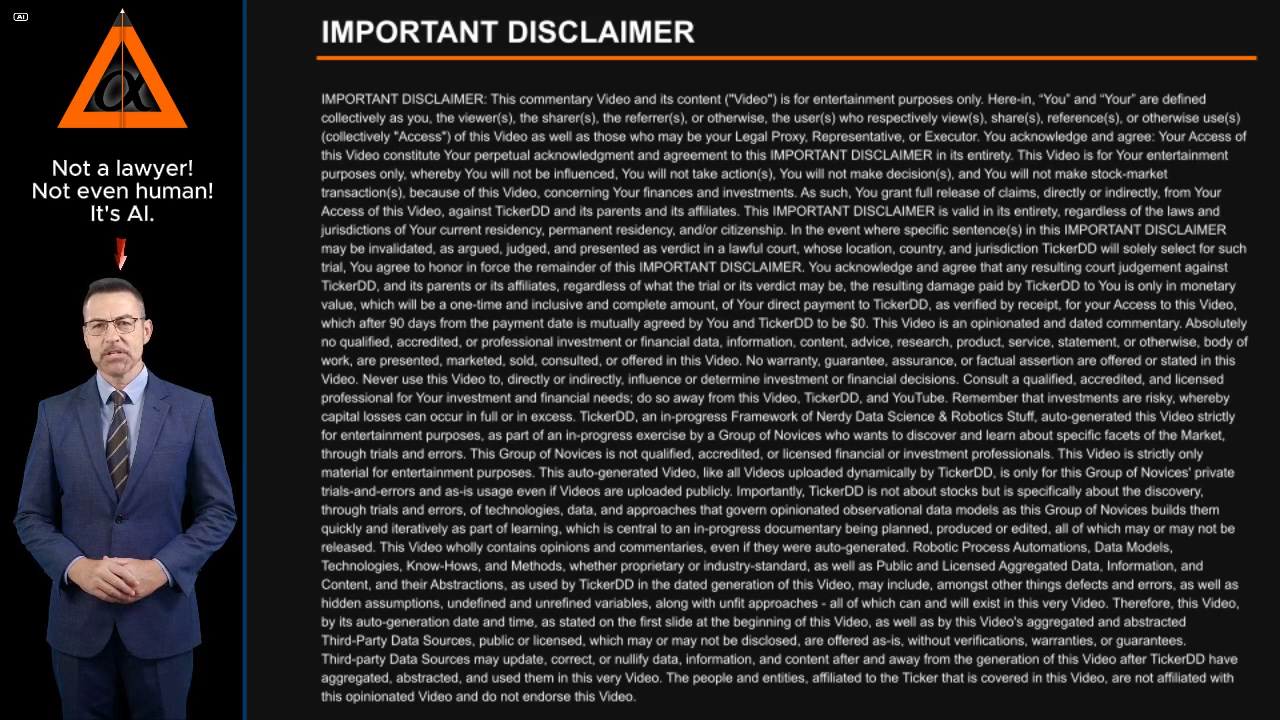 AI
α
Not a lawyer!
Not even human!
It's AI.
IMPORTANT DISCLAIMER
IMPORTANT DISCLAIMER: This commentary Video and its content ("Video") is for entertainment purposes only. Here-in, “You” and “Your” are defined
collectively as you, the viewer(s), the sharer(s), the referrer(s), or otherwise, the user(s) who respectively view(s), share(s), reference(s), or otherwise use(s)
(collectively "Access") of this Video as well as those who may be your Legal Proxy, Representative, or Executor. You acknowledge and agree: Your Access of
this Video constitute Your perpetual acknowledgment and agreement to this IMPORTANT DISCLAIMER in its entirety. This Video is for Your entertainment
purposes only, whereby You will not be influenced, You will not take action(s), You will not make decision(s), and You will not make stock-market
transaction(s), because of this Video, concerning Your finances and investments. As such, You grant full release of claims, directly or indirectly, from Your
Access of this Video, against TickerDD and its parents and its affiliates. This IMPORTANT DISCLAIMER is valid in its entirety, regardless of the laws and
jurisdictions of Your current residency, permanent residency, and/or citizenship. In the event where specific sentence(s) in this IMPORTANT DISCLAIMER
may be invalidated, as argued, judged, and presented as verdict in a lawful court, whose location, country, and jurisdiction TickerDD will solely select for such
trial, You agree to honor in force the remainder of this IMPORTANT DISCLAIMER. You acknowledge and agree that any resulting court judgement against
TickerDD, and its parents or its affiliates, regardless of what the trial or its verdict may be, the resulting damage paid by TickerDD to You is only in monetary
value, which will be a one-time and inclusive and complete amount, of Your direct payment to TickerDD, as verified by receipt, for your Access to this Video,
which after 90 days from the payment date is mutually agreed by You and TickerDD to be $0. This Video is an opinionated and dated commentary. Absolutely
no qualified, accredited, or professional investment or financial data, information, content, advice, research, product, service, statement, or otherwise, body of
work, are presented, marketed, sold, consulted, or offered in this Video. No warranty, guarantee, assurance, or factual assertion are offered or stated in this
Video. Never use this Video to, directly or indirectly, influence or determine investment or financial decisions. Consult a qualified, accredited, and licensed
professional for Your investment and financial needs; do so away from this Video, TickerDD, and YouTube. Remember that investments are risky, whereby
capital losses can occur in full or in excess. TickerDD, an in-progress Framework of Nerdy Data Science & Robotics Stuff, auto-generated this Video strictly
for entertainment purposes, as part of an in-progress exercise by a Group of Novices who wants to discover and learn about specific facets of the Market,
through trials and errors. This Group of Novices is not qualified, accredited, or licensed financial or investment professionals. This Video is strictly only
material for entertainment purposes. This auto-generated Video, like all Videos uploaded dynamically by TickerDD, is only for this Group of Novices' private
trials-and-errors and as-is usage even if Videos are uploaded publicly. Importantly, TickerDD is not about stocks but is specifically about the discovery,
through trials and errors, of technologies, data, and approaches that govern opinionated observational data models as this Group of Novices builds them
quickly and iteratively as part of learning, which is central to an in-progress documentary being planned, produced or edited, all of which may or may not be
released. This Video wholly contains opinions and commentaries, even if they were auto-generated. Robotic Process Automations, Data Models,
Technologies, Know-Hows, and Methods, whether proprietary or industry-standard, as well as Public and Licensed Aggregated Data, Information, and
Content, and their Abstractions, as used by TickerDD in the dated generation of this Video, may include, amongst other things defects and errors, as well as
hidden assumptions, undefined and unrefined variables, along with unfit approaches - all of which can and will exist in this very Video. Therefore, this Video,
by its auto-generation date and time, as stated on the first slide at the beginning of this Video, as well as by this Video's aggregated and abstracted
Third-Party Data Sources, public or licensed, which may or may not be disclosed, are offered as-is, without verifications, warranties, or guarantees.
Third-party Data Sources may update, correct, or nullify data, information, and content after and away from the generation of this Video after TickerDD have
aggregated, abstracted, and used them in this very Video. The people and entities, affiliated to the Ticker that is covered in this Video, are not affiliated with
this opinionated Video and do not endorse this Video.